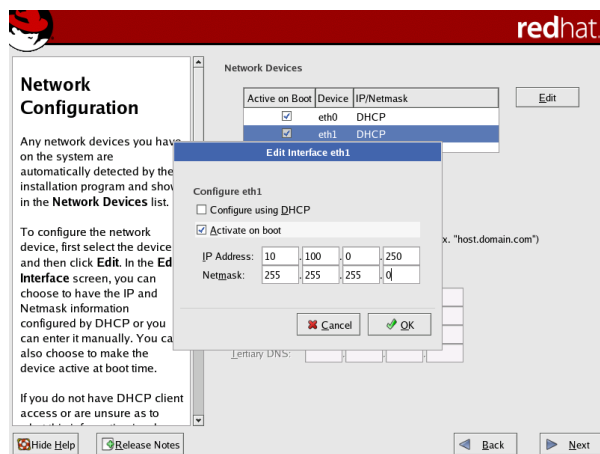 redhat.
Network
Configuration
Any network devices you have
on the system are
automatically detected by the
installation program and show
in the Network Devices list.
To configure the network
device, first select the device
and then click Edit. In the Ed
Interface screen, you can
choose to have the IP and
Netmask information
configured by DHCP or you
can enter it manually. You ca
also choose to make the
device active at boot time.
If you do not have DHCP client
access or are unsure as to
Network Devices
Active on Boot Device IP/Netmask
eth0 DHCP
eth1 DHCP
Edit
Edit Interface eth1
Configure eth1
Configure using DHCP
Activate on boot
IP Address: 10 . 100 . 0 . 250
Netmask: 255 . 255 . 255 . 0
Cancel
OK
x. "host.domain.com")
Tertiary DNS: . . .
Hide Help
Release Notes
Back
Next